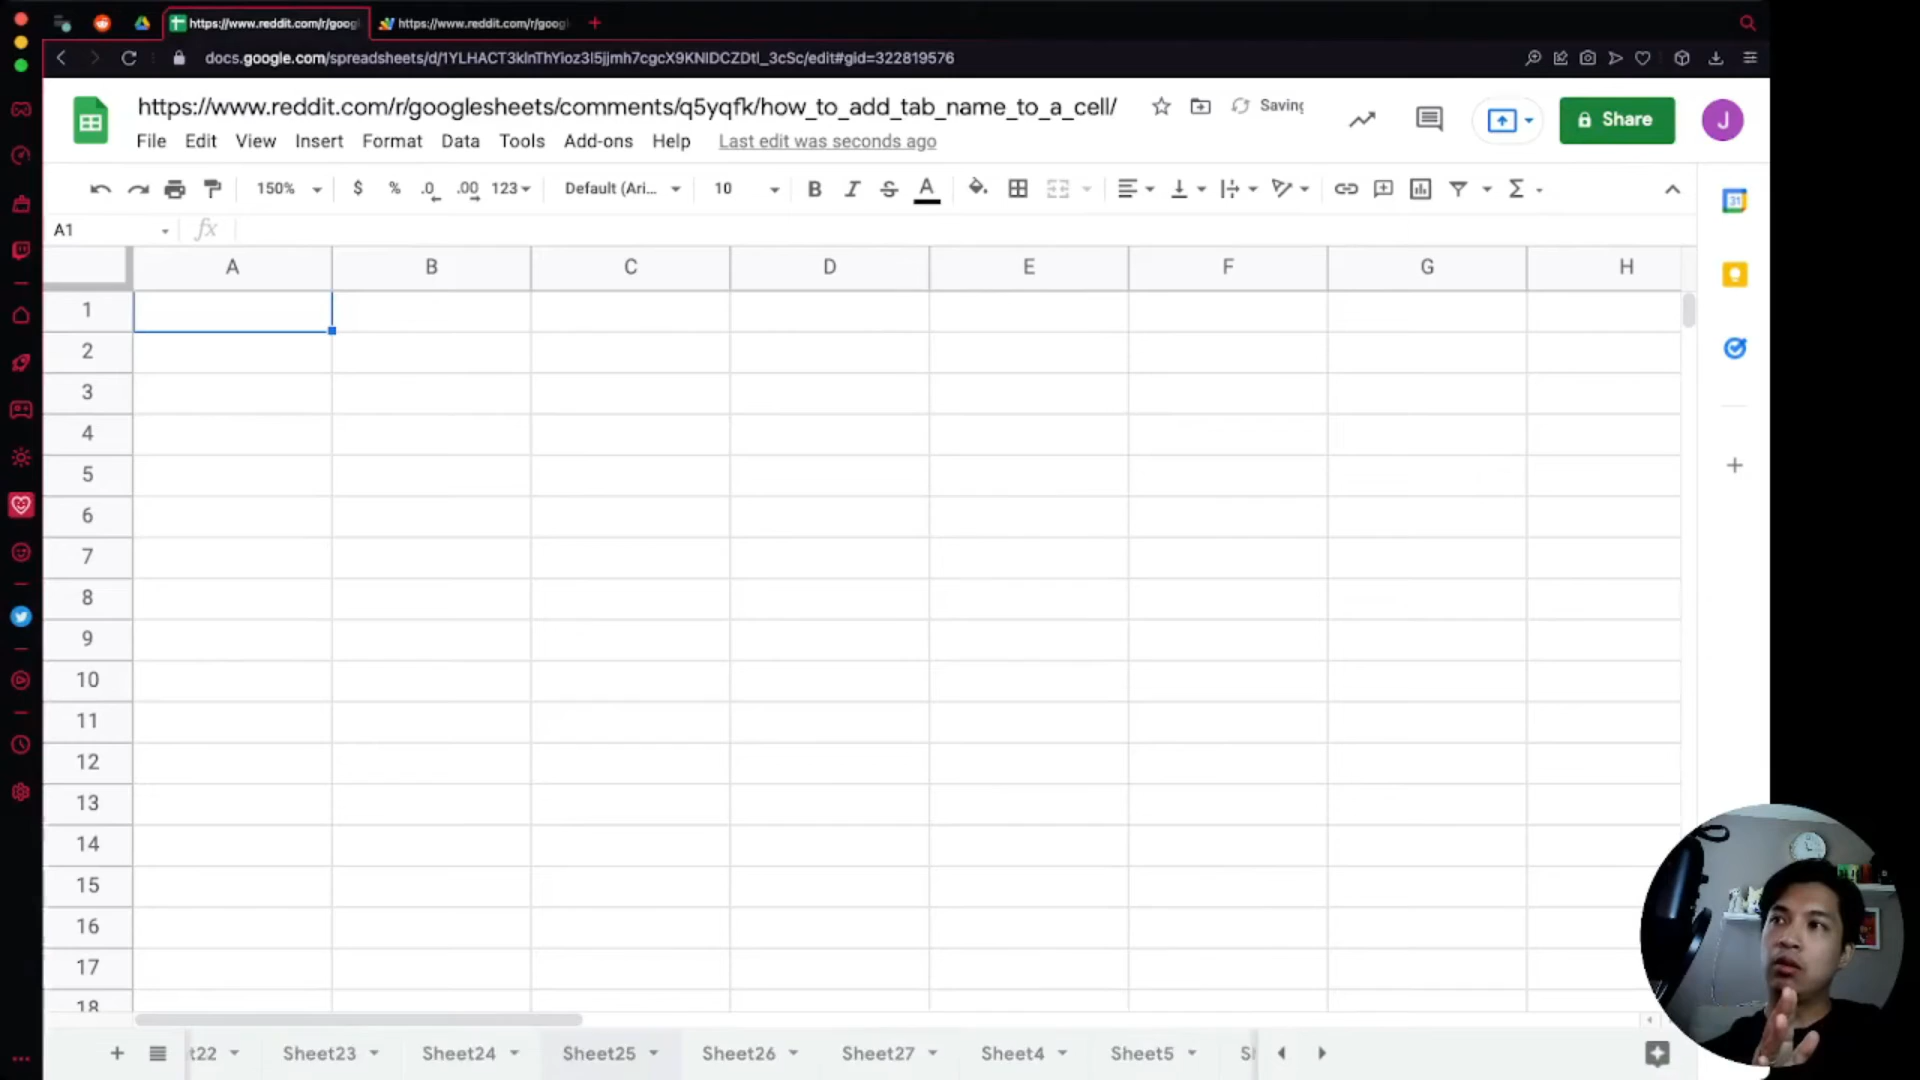 https://www.reddit.com/r/goog
https://www.reddit.com/r/goog
docs.google.com/spreadsheets/d/1YLHACT3kInThYioz3I5jjmh7cgcX9KNIDCZDtI_3cSc/edit#gid=322819576
https://www.reddit.com/r/googlesheets/comments/q5yqfk/how_to_add_tab_name_to_a_cell/
Saving
Share
J
File Edit View Insert Format Data Tools Add-ons Help Last edit was seconds ago
150% $ % .0 .00 123 Default (Ari... 10 B I S A Σ
31
A1 fx
A B C D E F G H
1
2
3
4
5
6
7
8
9
10
11
12
13
14
15
16
17
18
t22 Sheet23 Sheet24 Sheet25 Sheet26 Sheet27 Sheet4 Sheet5 S